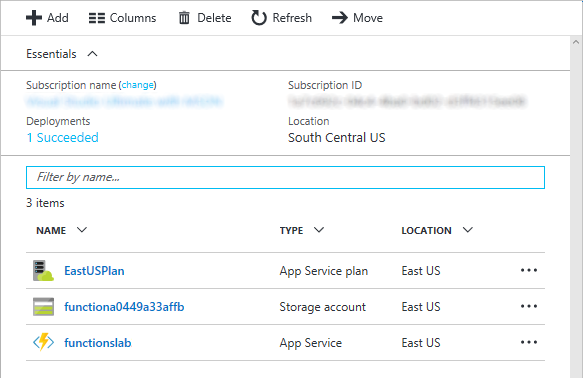 Add Columns Delete Refresh Move
Essentials
Subscription name (change) Subscription ID
Deployments Location
1 Succeeded South Central US
Filter by name...
3 items
NAME TYPE LOCATION
EastUSPlan App Service plan East US
functiona0449a33affb Storage account East US
functionslab App Service East US